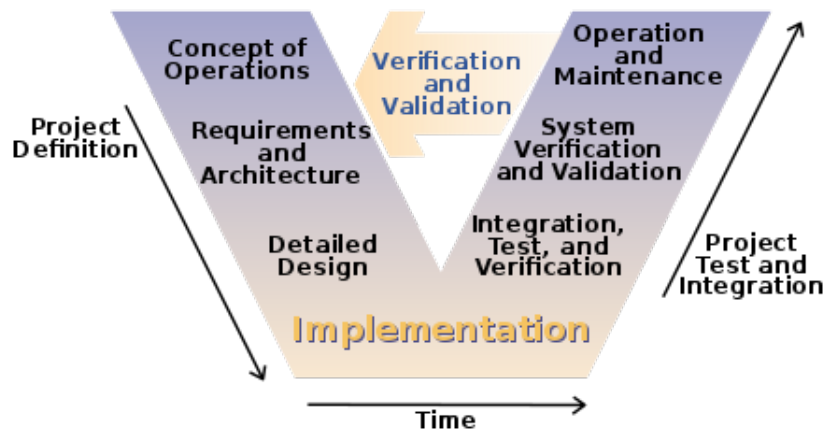 Concept of
Operations
Verification
and
Validation
Operation
and
Maintenance
Project
Definition
Requirements
and
Architecture
System
Verification
and Validation
Detailed
Design
Integration,
Test, and
Verification
Project
Test and
Integration
Implementation
Time